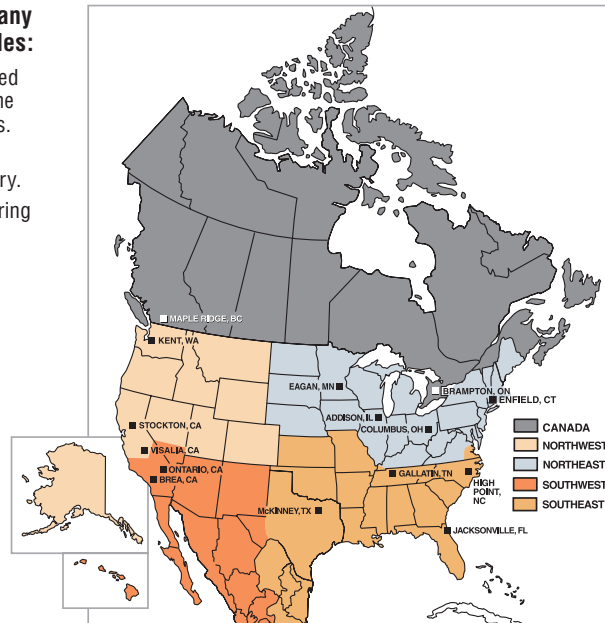 any
les:
ed
ne
s.
ry.
ring
MAPLE RIDGE, BC
KENT, WA
EAGAN, MN
BRAMPTON, ON
ENFIELD, CT
ADDISON, IL
COLUMBUS, OH
STOCKTON, CA
VISALIA, CA
ONTARIO, CA
BREA, CA
GALLATIN, TN
HIGH
POINT,
NC
McKINNEY, TX
JACKSONVILLE, FL
CANADA
NORTHWEST
NORTHEAST
SOUTHWEST
SOUTHEAST